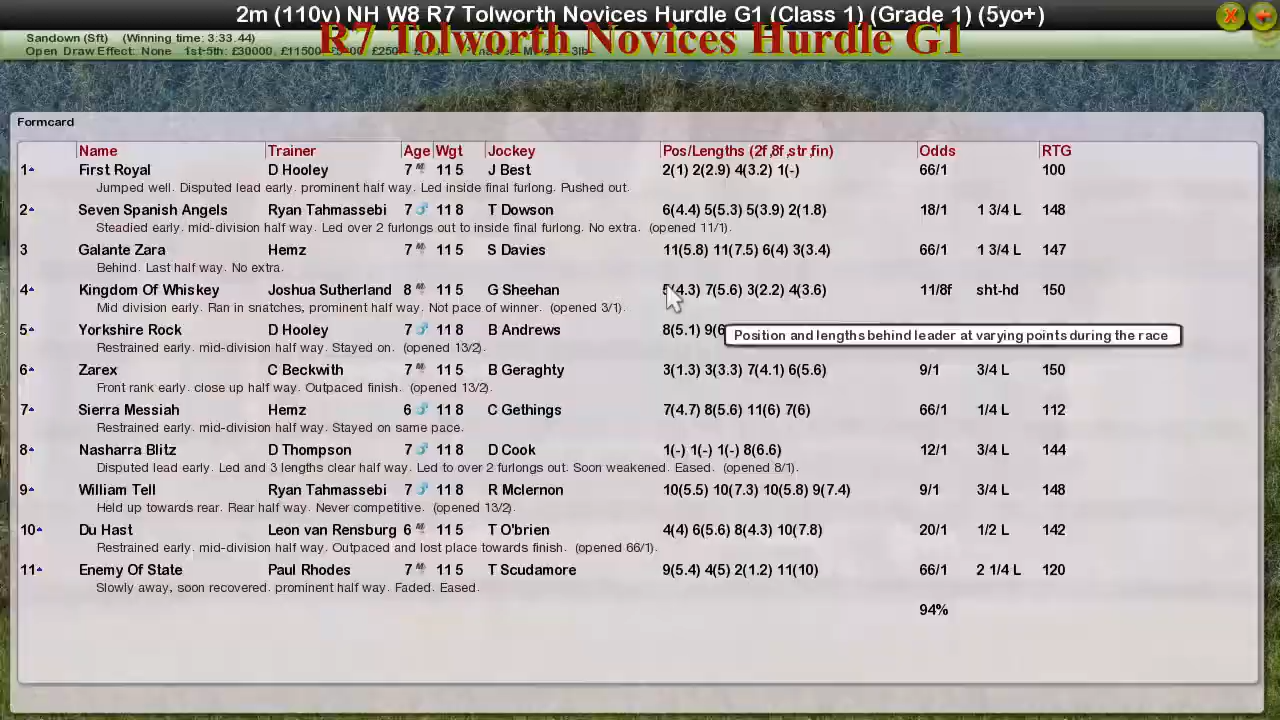 2m (110y) NH W8 R7 Tolworth Novices Hurdle G1 (Class 1) (Grade 1) (5yo+)
R7 Tolworth Novices Hurdle G1
Sandown (Sft) (Winning time: 3:33.44)
Open Draw Effect: None 1st-5th: £30000, £11500,
Formcard
Name Trainer Age Wgt Jockey Pos/Lengths (2f,8f,str,fin) Odds RTG
1 First Royal D Hooley 7 11 5 J Best 2(1) 2(2.9) 4(3.2) 1(-) 66/1 100
Jumped well. Disputed lead early. prominent half way. Led inside final furlong. Pushed out.
2 Seven Spanish Angels Ryan Tahmassebi 7 11 8 T Dowson 6(4.4) 5(5.3) 5(3.9) 2(1.8) 18/1 1 3/4 L 148
Steadied early. mid-division half way. Led over 2 furlongs out to inside final furlong. No extra. (opened 11/1).
3 Galante Zara Hemz 7 11 5 S Davies 11(5.8) 11(7.5) 6(4) 3(3.4) 66/1 1 3/4 L 147
Behind. Last half way. No extra.
4 Kingdom Of Whiskey Joshua Sutherland 8 11 5 G Sheehan 5(4.3) 7(5.6) 3(2.2) 4(3.6) 11/8f sht-hd 150
Mid division early. Ran in snatches, prominent half way. Not pace of winner. (opened 3/1).
5 Yorkshire Rock D Hooley 7 11 8 B Andrews 8(5.1) 9(6
Position and lengths behind leader at varying points during the race
Restrained early. mid-division half way. Stayed on. (opened 13/2).
6 Zarex C Beckwith 7 11 5 B Geraghty 3(1.3) 3(3.3) 7(4.1) 6(5.6) 9/1 3/4 L 150
Front rank early. close up half way. Outpaced finish. (opened 13/2).
7 Sierra Messiah Hemz 6 11 8 C Gethings 7(4.7) 8(5.6) 11(6) 7(6) 66/1 1/4 L 112
Restrained early. mid-division half way. Stayed on same pace.
8 Nasharra Blitz D Thompson 7 11 8 D Cook 1(-) 1(-) 1(-) 8(6.6) 12/1 3/4 L 144
Disputed lead early. Led and 3 lengths clear half way. Led to over 2 furlongs out. Soon weakened. Eased. (opened 8/1).
9 William Tell Ryan Tahmassebi 7 11 8 R Mclernon 10(5.5) 10(7.3) 10(5.8) 9(7.4) 9/1 3/4 L 148
Held up towards rear. Rear half way. Never competitive. (opened 13/2).
10 Du Hast Leon van Rensburg 6 11 5 T O'brien 4(4) 6(5.6) 8(4.3) 10(7.8) 20/1 1/2 L 142
Restrained early. mid-division half way. Outpaced and lost place towards finish. (opened 66/1).
11 Enemy Of State Paul Rhodes 7 11 5 T Scudamore 9(5.4) 4(5) 2(1.2) 11(10) 66/1 2 1/4 L 120
Slowly away, soon recovered. prominent half way. Faded. Eased.
94%